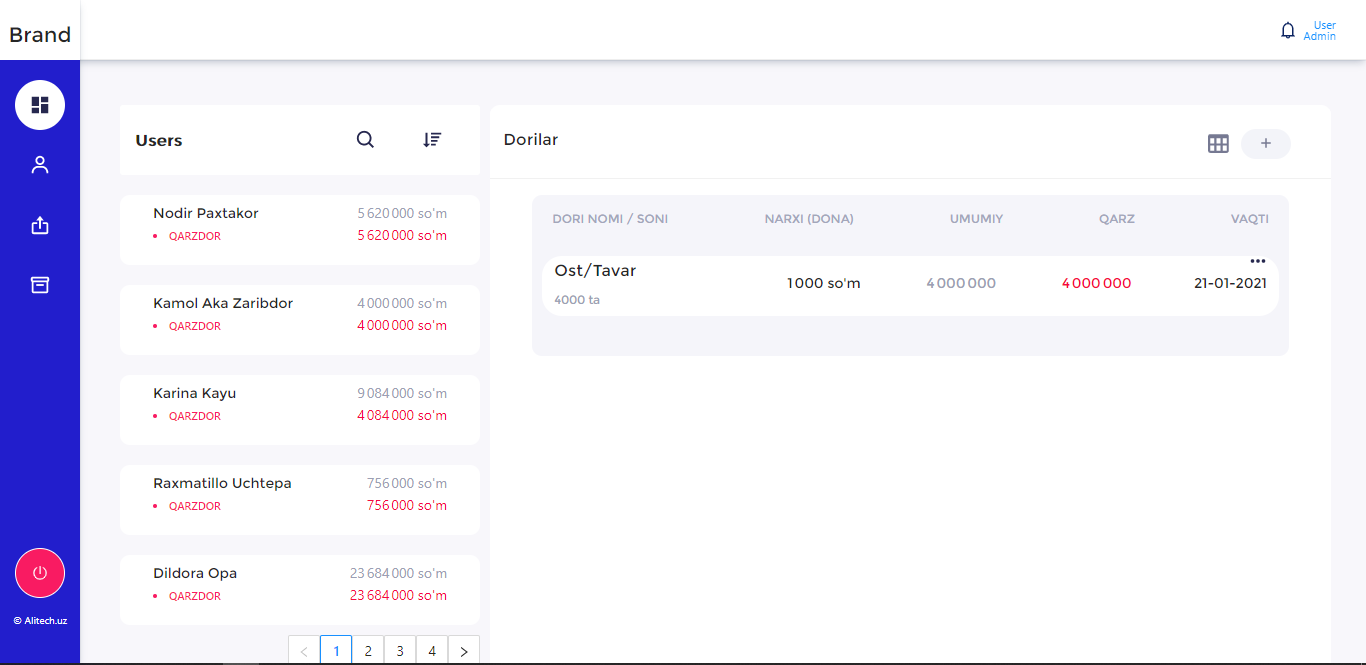 Brand
User
Admin
Users
Nodir Paxtakor 5 620 000 so'm
• QARZDOR 5 620 000 so'm
Kamol Aka Zaribdor 4 000 000 so'm
• QARZDOR 4 000 000 so'm
Karina Kayu 9 084 000 so'm
• QARZDOR 4 084 000 so'm
Raxmatillo Uchtepa 756 000 so'm
• QARZDOR 756 000 so'm
Dildora Opa 23 684 000 so'm
• QARZDOR 23 684 000 so'm
< 1 2 3 4 >
Dorilar
+
DORI NOMI / SONI NARXI (DONA) UMUMIY QARZ VAQTI
•••
Ost/Tavar 1 000 so'm 4 000 000 4 000 000 21-01-2021
4000 ta
© Alitech.uz